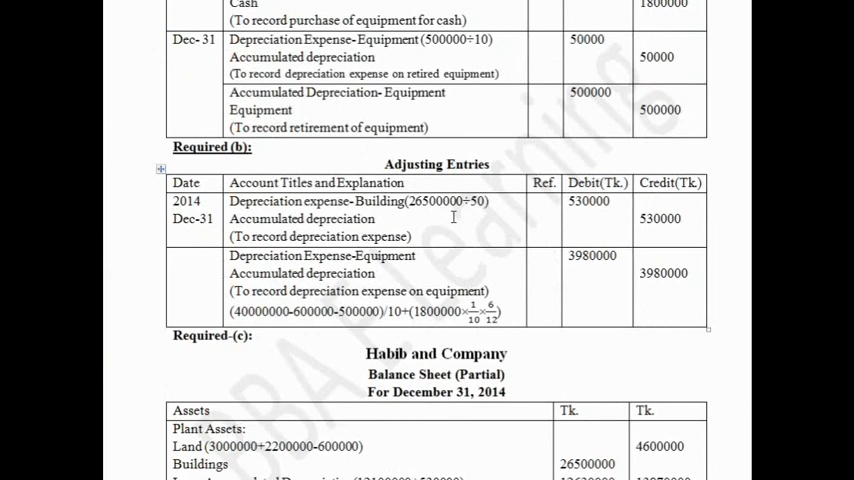 Cash 1800000
(To record purchase of equipment for cash)
Dec-31 Depreciation Expense-Equipment (500000÷10) 50000
Accumulated depreciation 50000
(To record depreciation expense on retired equipment)
Accumulated Depreciation- Equipment 500000
Equipment 500000
(To record retirement of equipment)
Required (b):
Adjusting Entries
Date Account Titles and Explanation Ref. Debit(Tk.) Credit(Tk.)
2014 Depreciation expense- Building(26500000÷50) 530000
Dec-31 Accumulated depreciation 530000
(To record depreciation expense)
Depreciation Expense-Equipment 3980000
Accumulated depreciation 3980000
(To record depreciation expense on equipment)
(40000000-600000-500000)/10+(1800000×1/10×6/12)
Required-(c):
Habib and Company
Balance Sheet (Partial)
For December 31, 2014
Assets Tk. Tk.
Plant Assets:
Land (3000000+2200000-600000) 4600000
Buildings 26500000